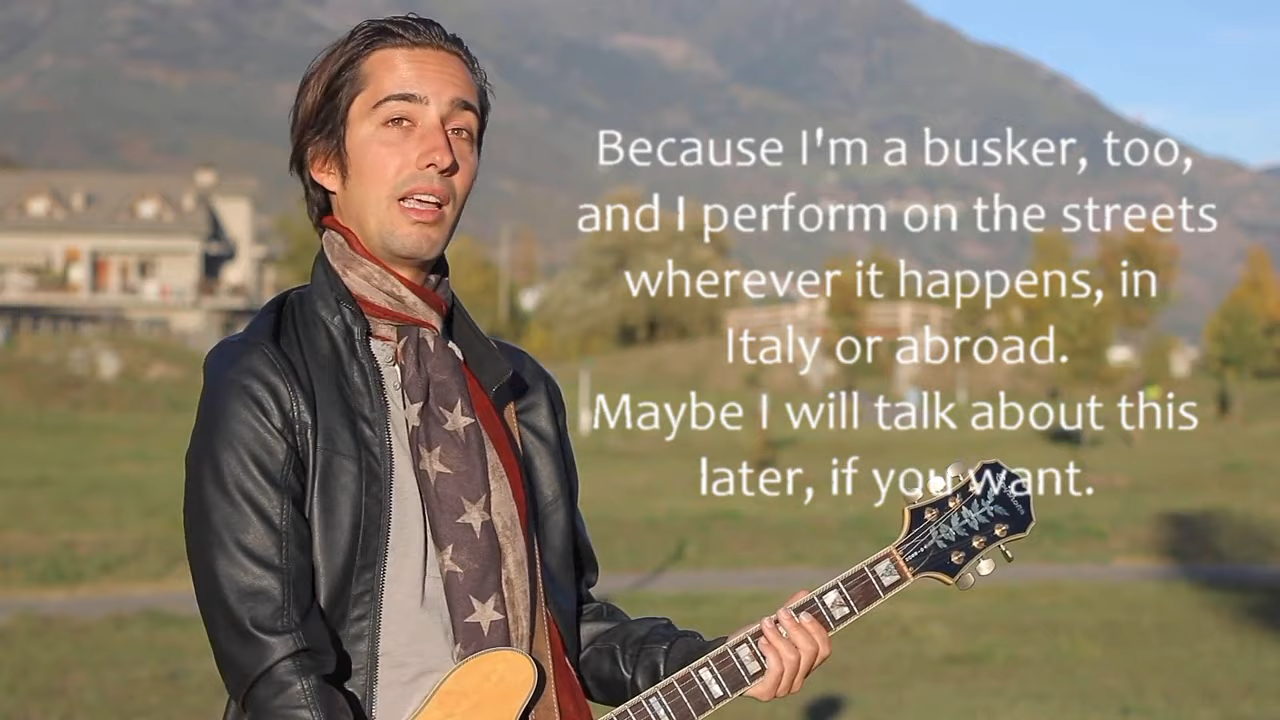 Because I'm a busker, too,
and I perform on the streets
wherever it happens, in
Italy or abroad.
Maybe I will talk about this
later, if you want.